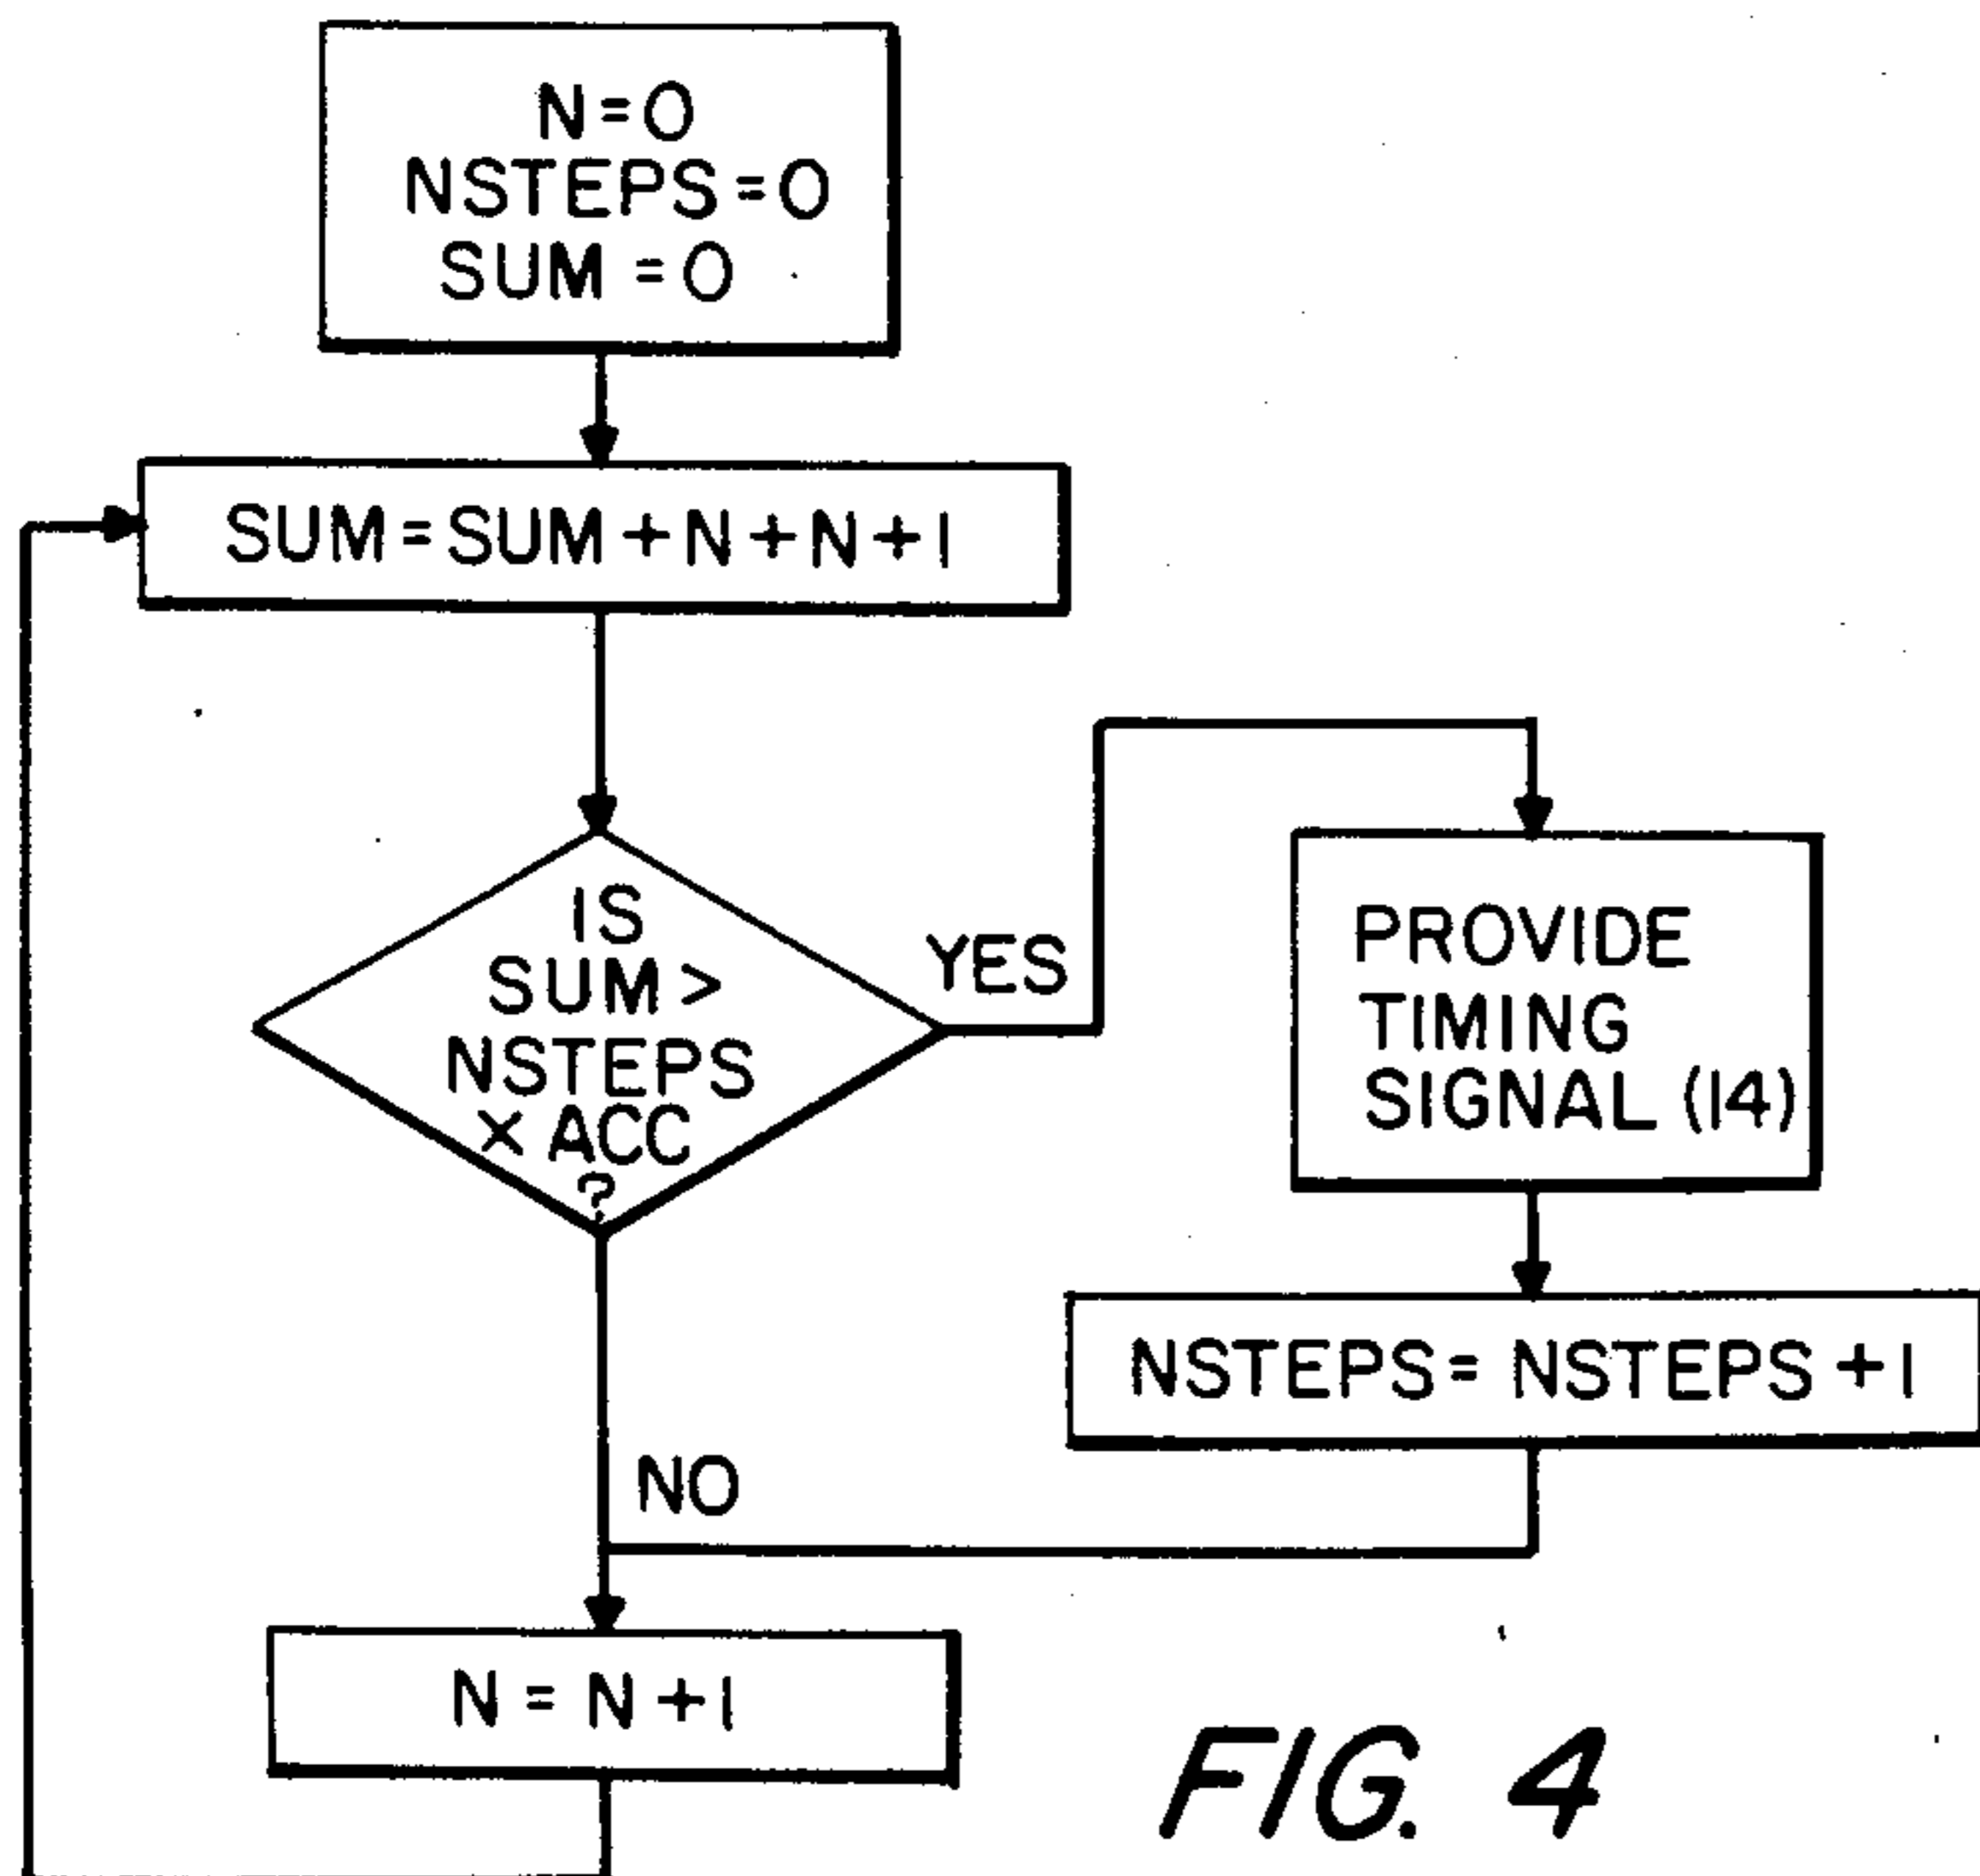 N=0
NSTEPS=0
SUM=0
SUM=SUM+N+N+1
IS
SUM>
NSTEPS
× ACC
?
YES
PROVIDE
TIMING
SIGNAL (14)
NSTEPS=NSTEPS+1
NO
N=N+1
FIG. 4